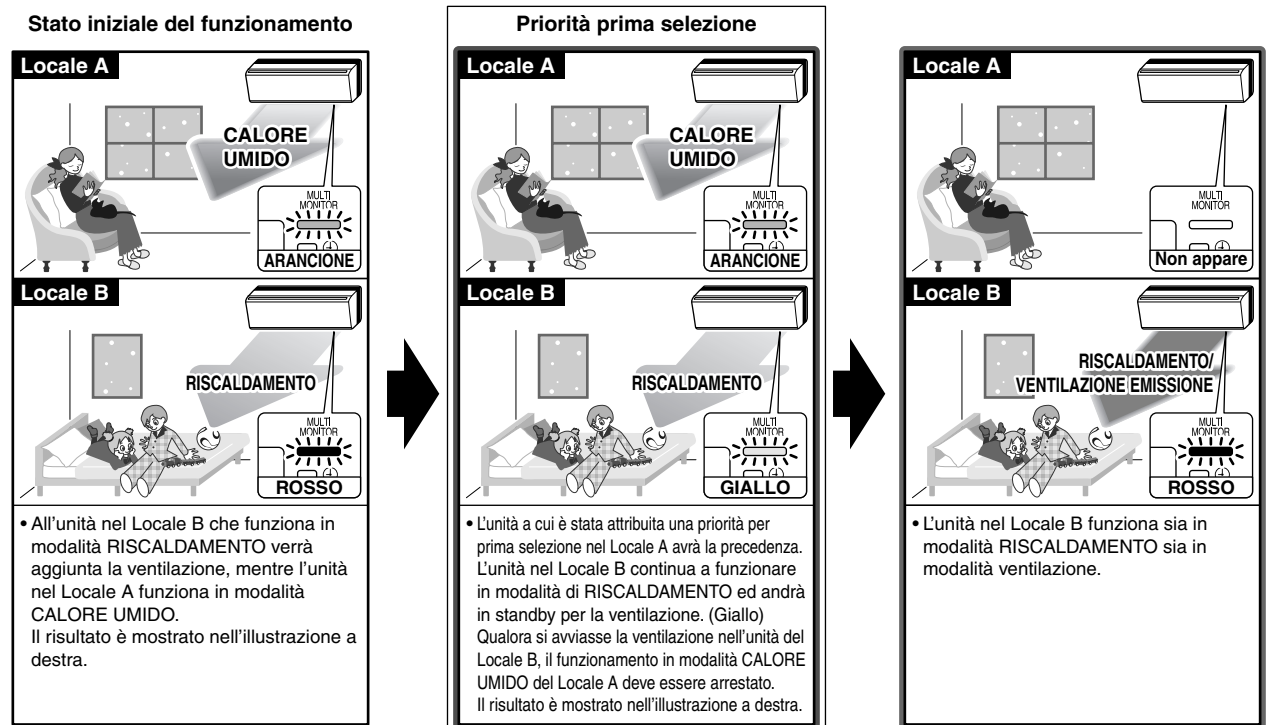 Stato iniziale del funzionamento
Locale A
CALORE
UMIDO
MULTI
MONITOR
ARANCIONE
Locale B
RISCALDAMENTO
MULTI
MONITOR
ROSSO
• All'unità nel Locale B che funziona in
modalità RISCALDAMENTO verrà
aggiunta la ventilazione, mentre l'unità
nel Locale A funziona in modalità
CALORE UMIDO.
Il risultato è mostrato nell'illustrazione a
destra.
Priorità prima selezione
Locale A
CALORE
UMIDO
MULTI
MONITOR
ARANCIONE
Locale B
RISCALDAMENTO
MULTI
MONITOR
GIALLO
• L'unità a cui è stata attribuita una priorità per
prima selezione nel Locale A avrà la precedenza.
L'unità nel Locale B continua a funzionare
in modalità di RISCALDAMENTO ed andrà
in standby per la ventilazione. (Giallo)
Qualora si avviasse la ventilazione nell'unità del
Locale B, il funzionamento in modalità CALORE
UMIDO del Locale A deve essere arrestato.
Il risultato è mostrato nell'illustrazione a destra.
Locale A
MULTI
MONITOR
Non appare
Locale B
RISCALDAMENTO/
VENTILAZIONE EMISSIONE
MULTI
MONITOR
ROSSO
• L'unità nel Locale B funziona sia in
modalità RISCALDAMENTO sia in
modalità ventilazione.